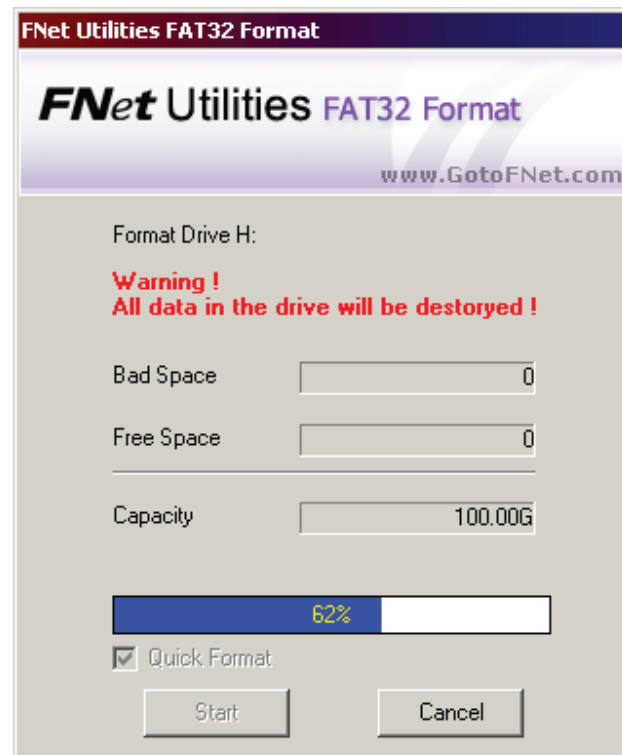 FNet Utilities FAT32 Format
FNet Utilities FAT32 Format
www.GotoFNet.com
Format Drive H:
Warning !
All data in the drive will be destoryed !
Bad Space 0
Free Space 0
Capacity 100.00G
62%
Quick Format
Start Cancel